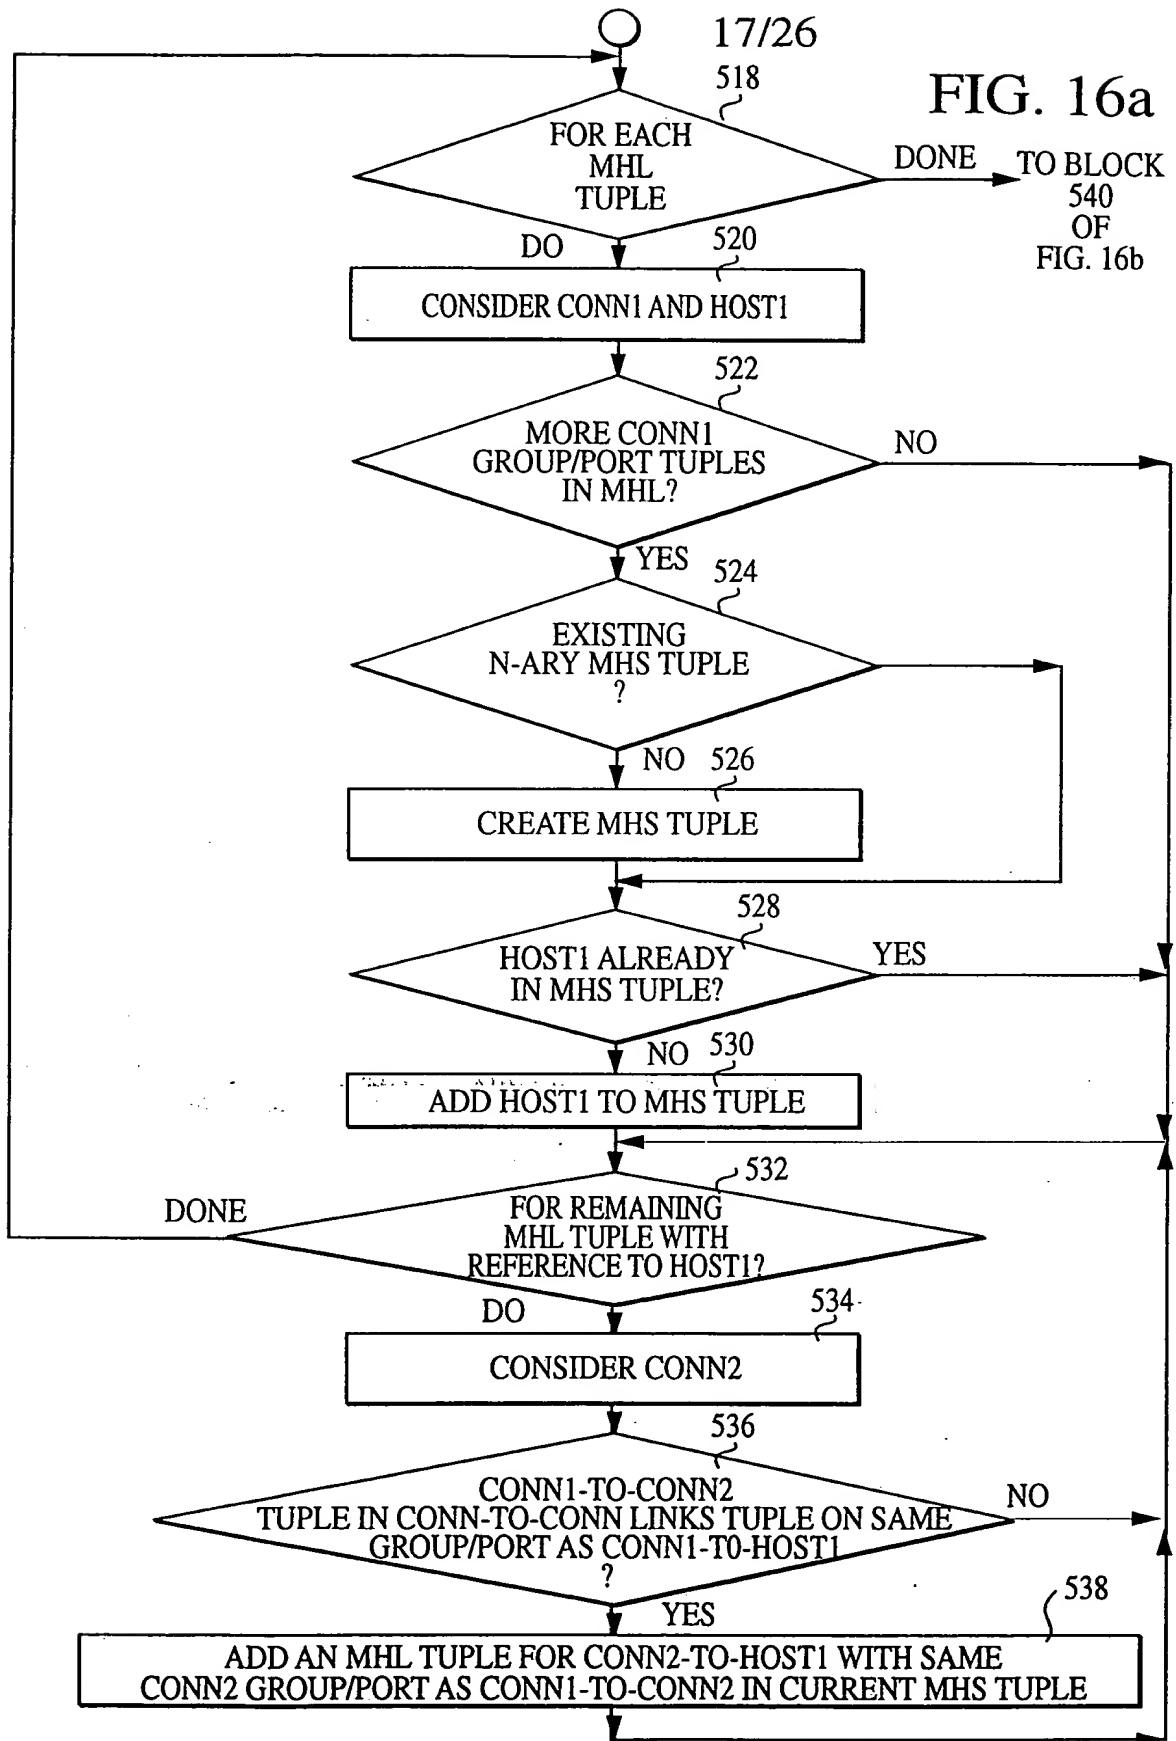 17/26
FIG. 16a
518
FOR EACH
MHL
TUPLE
DONE
TO BLOCK
540
OF
FIG. 16b
DO
520
CONSIDER CONN1 AND HOST1
522
MORE CONN1
GROUP/PORT TUPLES
IN MHL?
NO
YES
524
EXISTING
N-ARY MHS TUPLE
?
NO
526
CREATE MHS TUPLE
528
HOST1 ALREADY
IN MHS TUPLE?
YES
NO
530
ADD HOST1 TO MHS TUPLE
532
DONE
FOR REMAINING
MHL TUPLE WITH
REFERENCE TO HOST1?
DO
534
CONSIDER CONN2
536
CONN1-TO-CONN2
TUPLE IN CONN-TO-CONN LINKS TUPLE ON SAME
GROUP/PORT AS CONN1-T0-HOST1
?
NO
YES
538
ADD AN MHL TUPLE FOR CONN2-TO-HOST1 WITH SAME
CONN2 GROUP/PORT AS CONN1-TO-CONN2 IN CURRENT MHS TUPLE